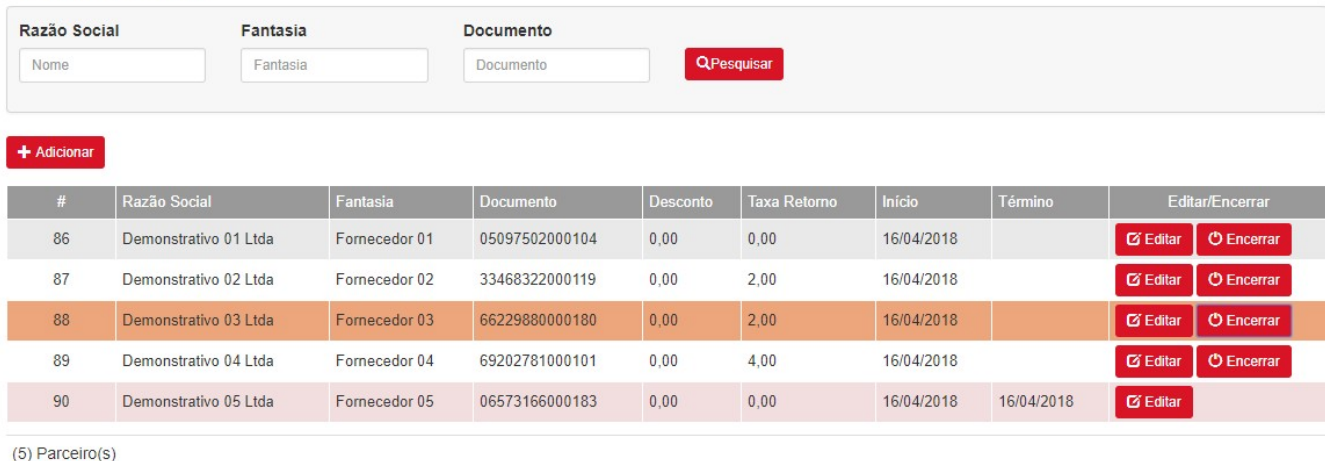 Razão Social Fantasia Documento
Nome Fantasia Documento Pesquisar
Adicionar
# Razão Social Fantasia Documento Desconto Taxa Retorno Início Término Editar/Encerrar
86 Demonstrativo 01 Ltda Fornecedor 01 05097502000104 0,00 0,00 16/04/2018 Editar Encerrar
87 Demonstrativo 02 Ltda Fornecedor 02 33468322000119 0,00 2,00 16/04/2018 Editar Encerrar
88 Demonstrativo 03 Ltda Fornecedor 03 66229880000180 0,00 2,00 16/04/2018 Editar Encerrar
89 Demonstrativo 04 Ltda Fornecedor 04 69202781000101 0,00 4,00 16/04/2018 Editar Encerrar
90 Demonstrativo 05 Ltda Fornecedor 05 06573166000183 0,00 0,00 16/04/2018 16/04/2018 Editar
(5) Parceiro(s)